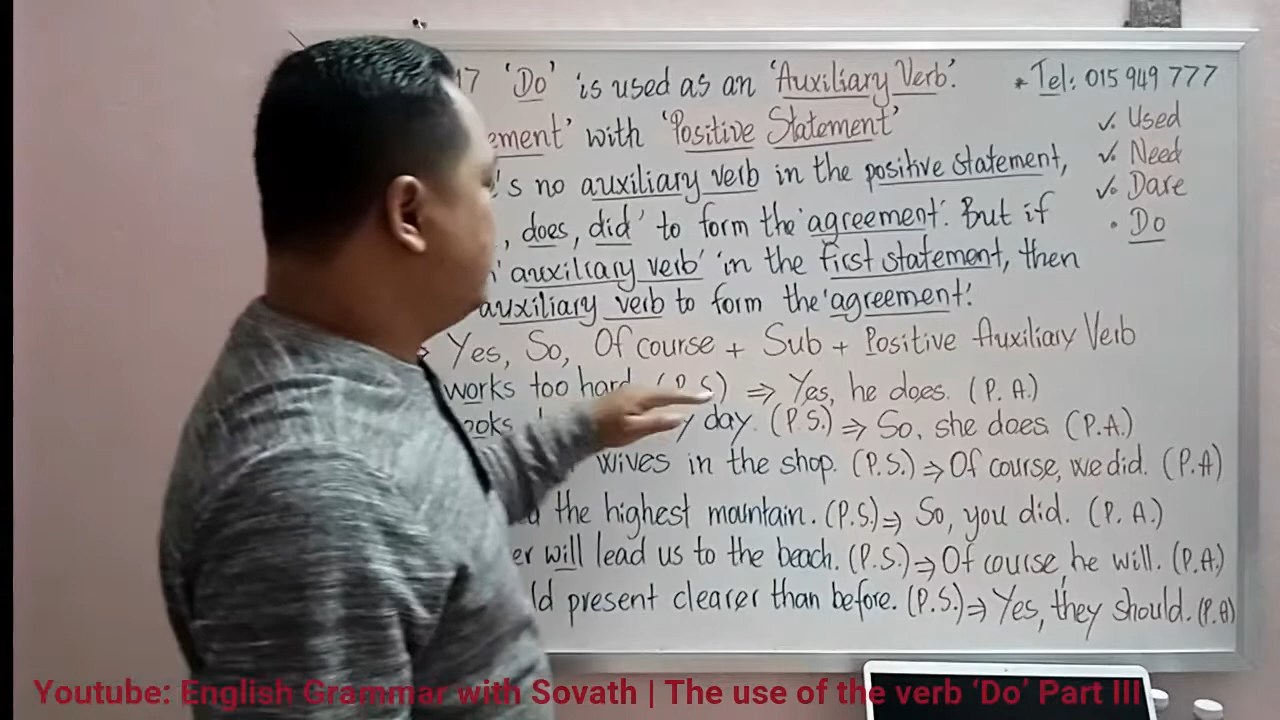 17 'Do' is used as an 'Auxiliary Verb'.
* Tel: 015 949 777
ement' with 'Positive Statement'
's no auxiliary verb in the positive statement,
, does, did' to form the 'agreement'. But if
'auxiliary verb' in the first statement, then
auxiliary verb to form the 'agreement'.
✓. Used
✓. Need
✓. Dare
• Do
Yes, So, Of course + Sub + Positive Auxiliary Verb
works too hard. (P.S) ⇒ Yes, he does. (P. A.)
ooks day. (P.S.) ⇒ So, she does (P.A.)
wives in the shop. (P.S.) ⇒ Of course, we did. (P.A)
the highest mountain. (P.S.) ⇒ So, you did. (P. A.)
er will lead us to the beach. (P.S.) ⇒ Of course, he will. (P.A.)
ld present clearer than before. (P.S.) ⇒ Yes, they should. (P.A)
Youtube: English Grammar with Sovath | The use of the verb 'Do' Part III